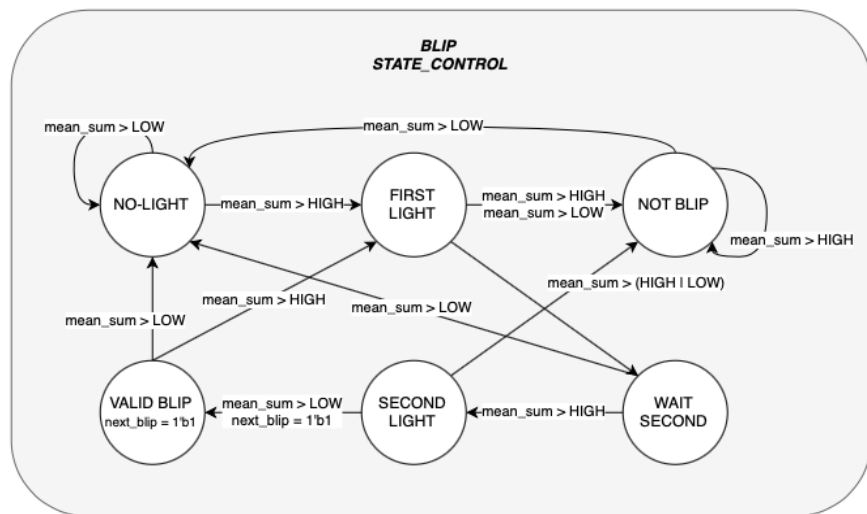 BLIP
STATE_CONTROL
mean_sum > LOW
mean_sum > LOW
NO-LIGHT
mean_sum > HIGH
FIRST
LIGHT
mean_sum > HIGH
mean_sum > LOW
NOT BLIP
mean_sum > HIGH
mean_sum > (HIGH | LOW)
mean_sum > HIGH
mean_sum > LOW
mean_sum > LOW
VALID BLIP
next_blip = 1'b1
mean_sum > LOW
next_blip = 1'b1
SECOND
LIGHT
mean_sum > HIGH
WAIT
SECOND